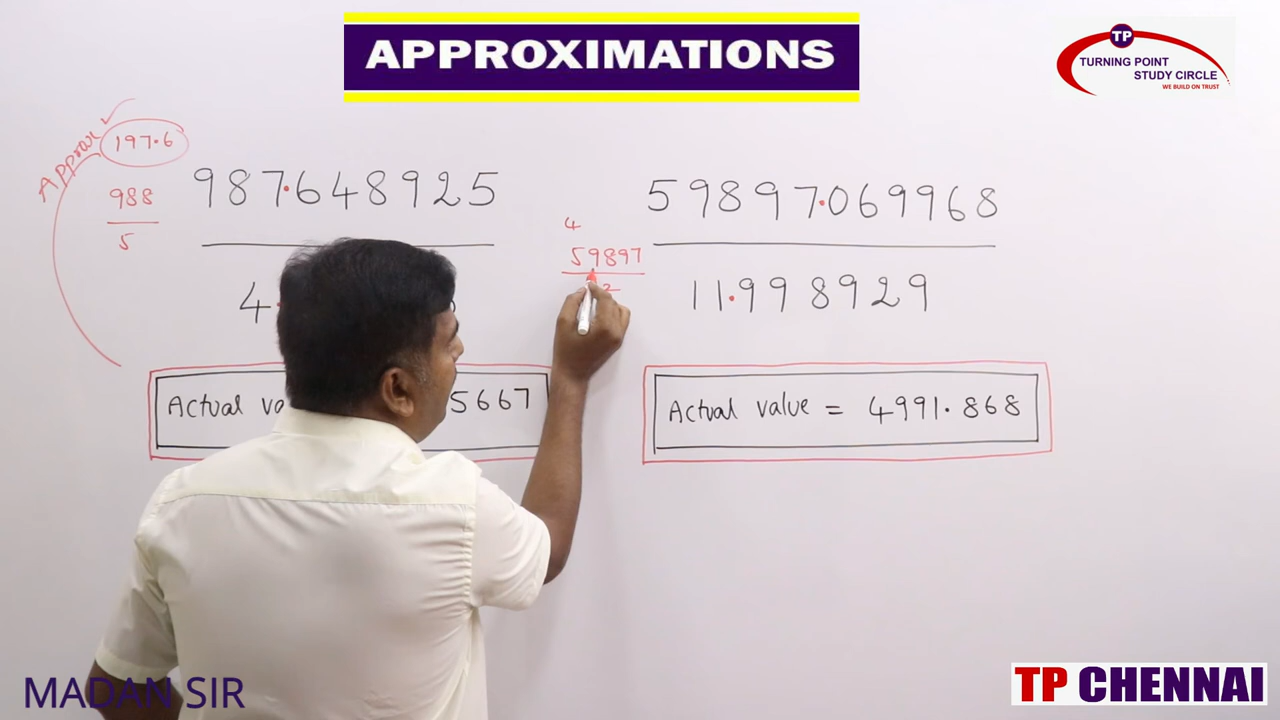 APPROXIMATIONS
TP
TURNING POINT
STUDY CIRCLE
WE BUILD ON TRUST
Approx
197.6
988
5
987.648925
4
Actual
5667
4
59897
2
59897.069968
11.998929
Actual value = 4991.868
MADAN SIR
TP CHENNAI